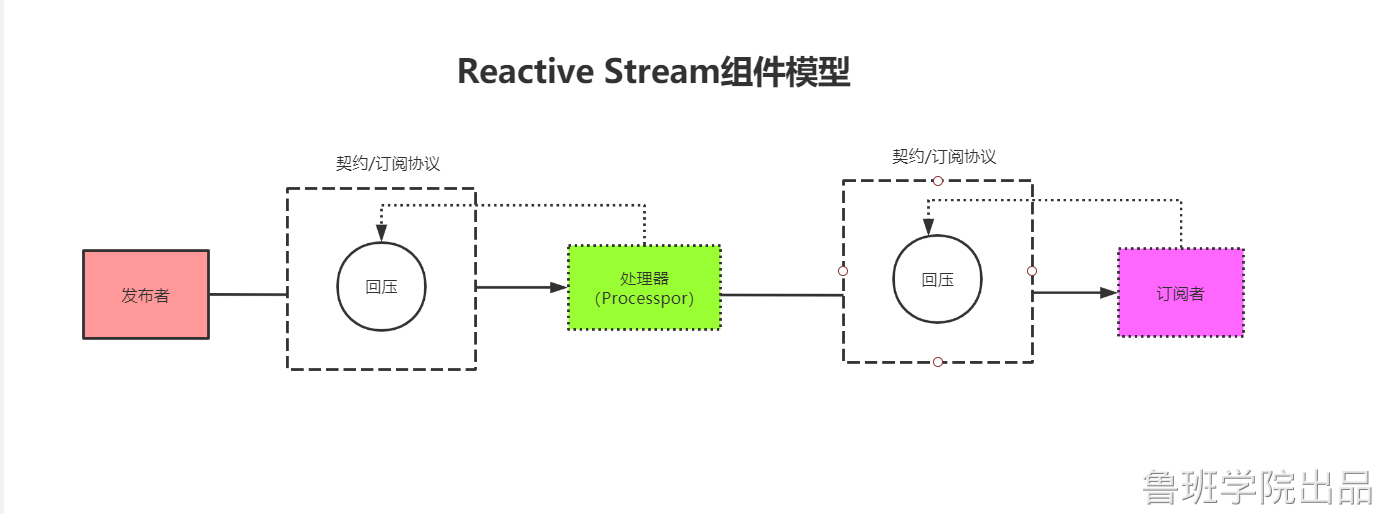 Reactive Stream组件模型
契约/订阅协议
契约/订阅协议
发布者
回压
处理器
（Processpor）
回压
订阅者
鲁班学院出品